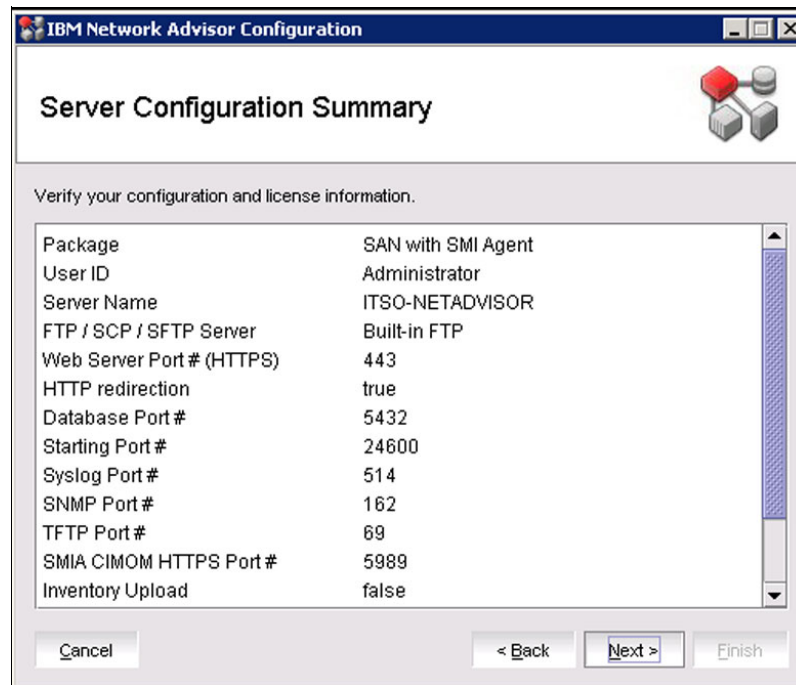 IBM Network Advisor Configuration
Server Configuration Summary
Verify your configuration and license information.
Package SAN with SMI Agent
User ID Administrator
Server Name ITSO-NETADVISOR
FTP / SCP / SFTP Server Built-in FTP
Web Server Port # (HTTPS) 443
HTTP redirection true
Database Port # 5432
Starting Port # 24600
Syslog Port # 514
SNMP Port # 162
TFTP Port # 69
SMIA CIMOM HTTPS Port # 5989
Inventory Upload false
Cancel < Back Next > Finish